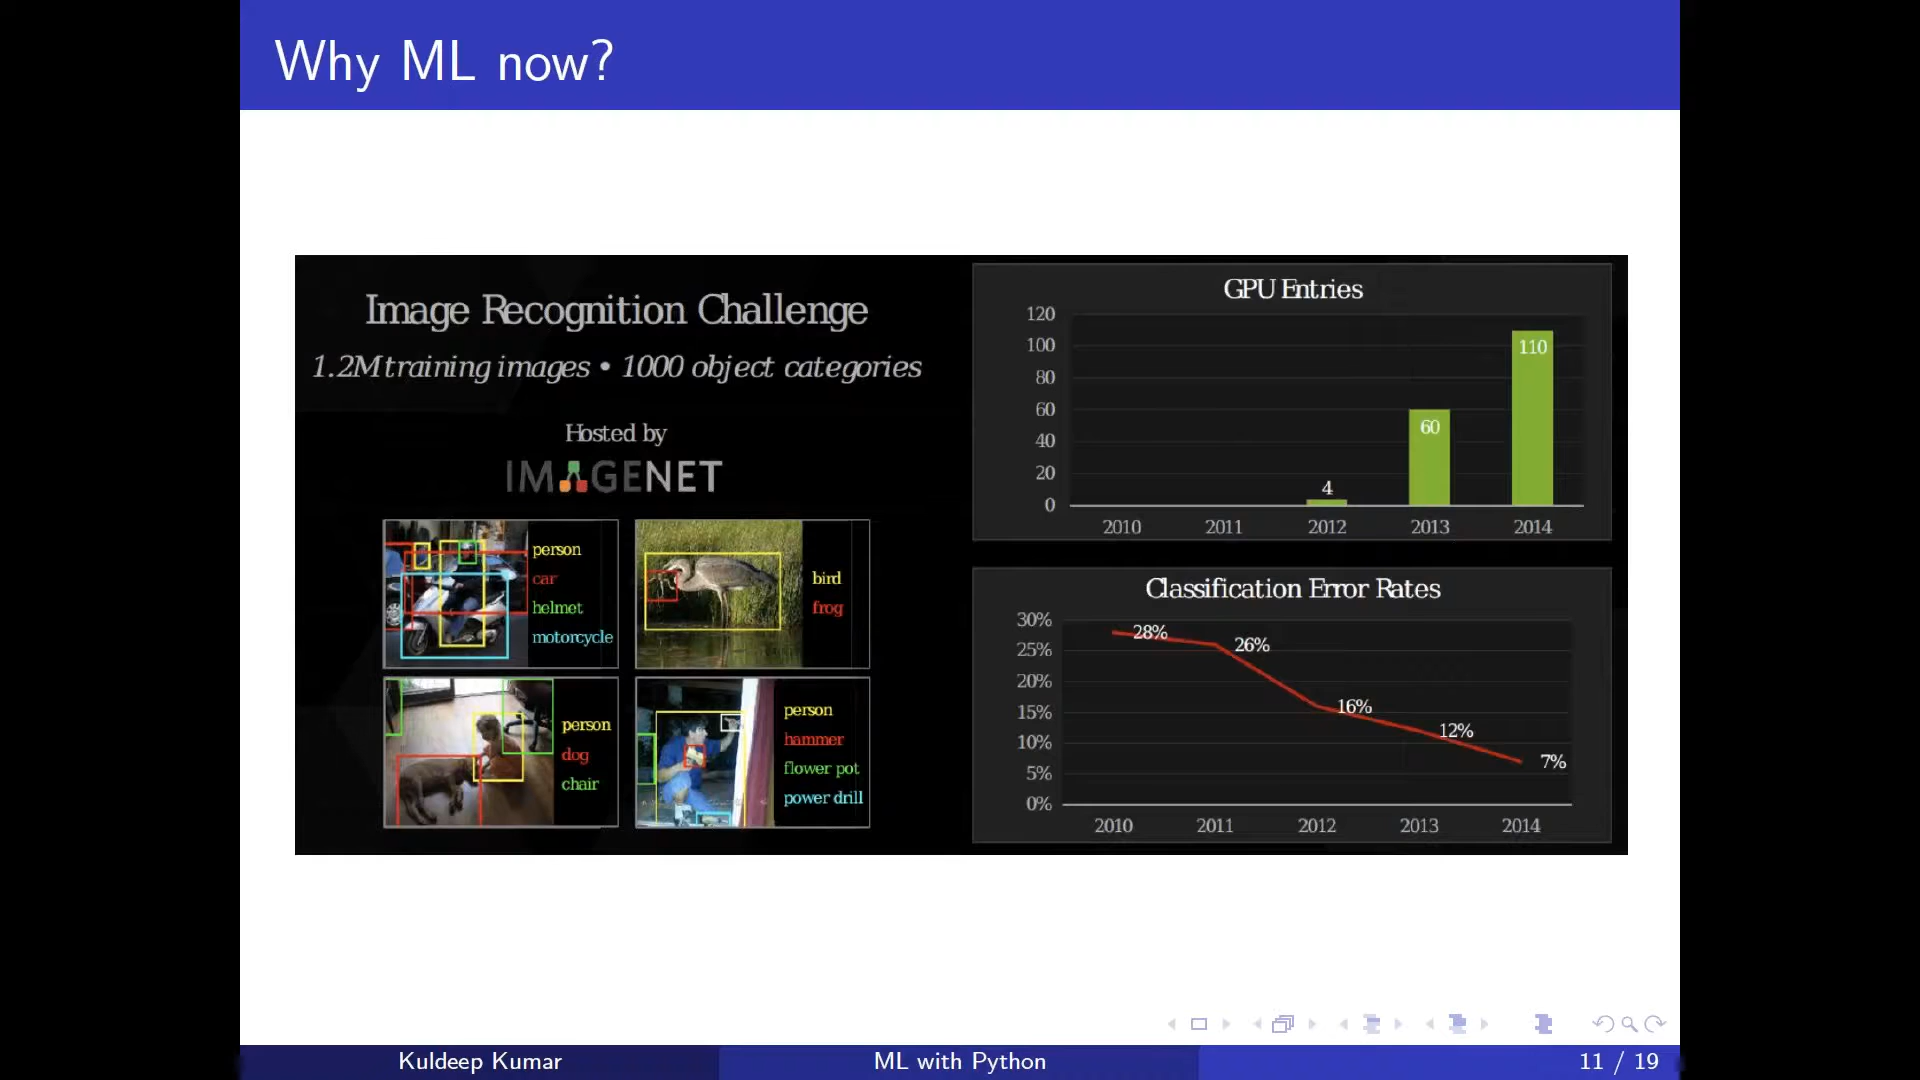 Why ML now?
Image Recognition Challenge
1.2M training images • 1000 object categories
Hosted by
IMAGENET
person
car
helmet
motorcycle
bird
frog
person
dog
chair
person
hammer
flower pot
power drill
GPU Entries
120
100
80
60
40
20
0
4
60
110
2010 2011 2012 2013 2014
Classification Error Rates
30%
25%
20%
15%
10%
5%
0%
28%
26%
16%
12%
7%
2010 2011 2012 2013 2014
Kuldeep Kumar ML with Python 11 / 19